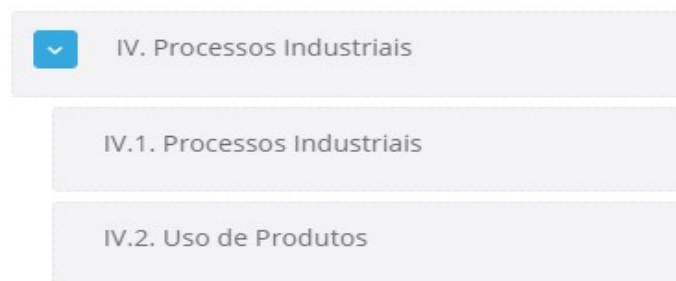 IV. Processos Industriais
IV.1. Processos Industriais
IV.2. Uso de Produtos